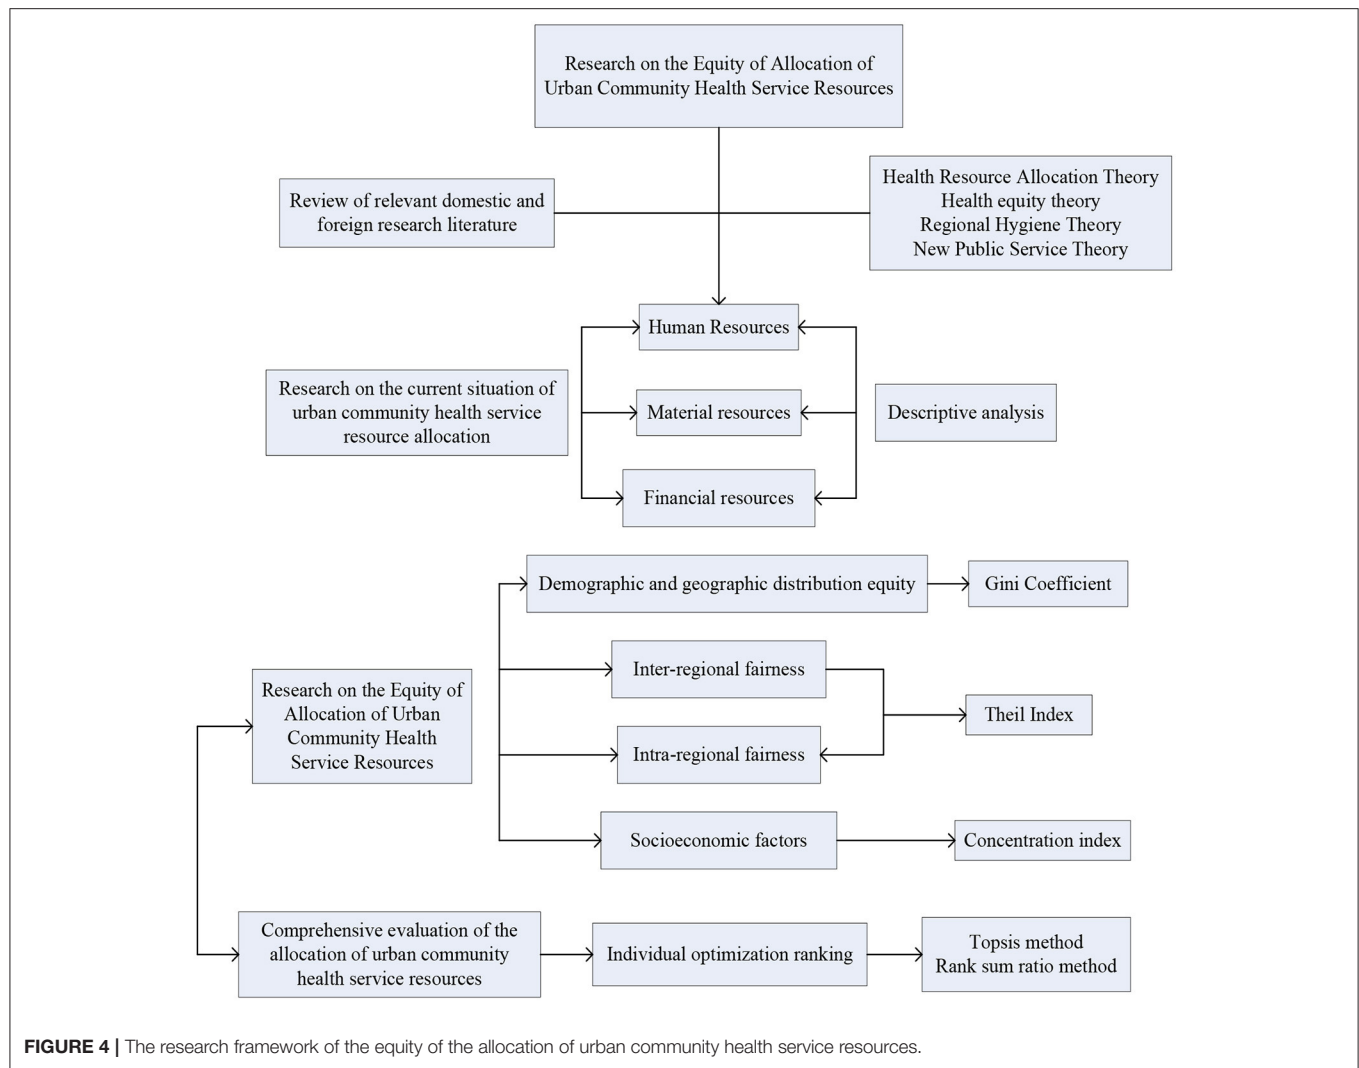 Research on the Equity of Allocation of
Urban Community Health Service Resources
Review of relevant domestic and
foreign research literature
Health Resource Allocation Theory
Health equity theory
Regional Hygiene Theory
New Public Service Theory
Human Resources
Research on the current situation of
urban community health service
resource allocation
Material resources
Descriptive analysis
Financial resources
Demographic and geographic distribution equity
Gini Coefficient
Research on the Equity of
Allocation of Urban
Community Health
Service Resources
Inter-regional fairness
Theil Index
Intra-regional fairness
Socioeconomic factors
Concentration index
Comprehensive evaluation of the
allocation of urban community
health service resources
Individual optimization ranking
Topsis method
Rank sum ratio method
FIGURE 4 | The research framework of the equity of the allocation of urban community health service resources.